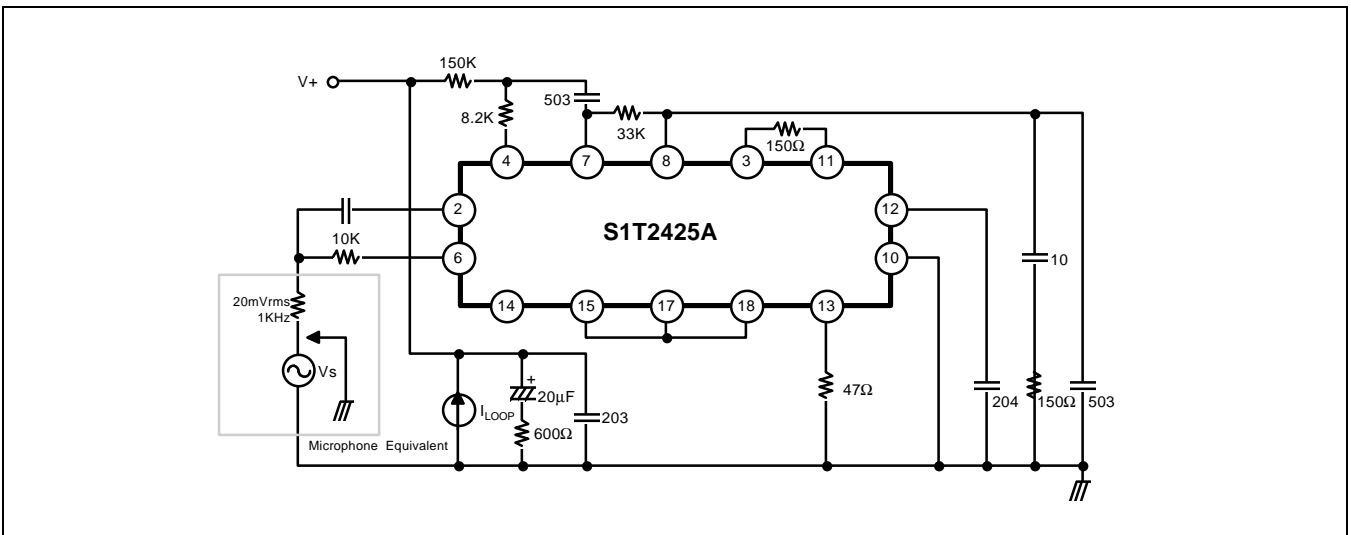 150K
V+
503
8.2K
33K
150Ω
4
7
8
3
11
2
12
S1T2425A
10K
6
10
10
14
15
17
18
13
20mVrms
1KHz
Vs
+
20µF
47Ω
204
150Ω
503
ILOOP
203
600Ω
Microphone Equivalent